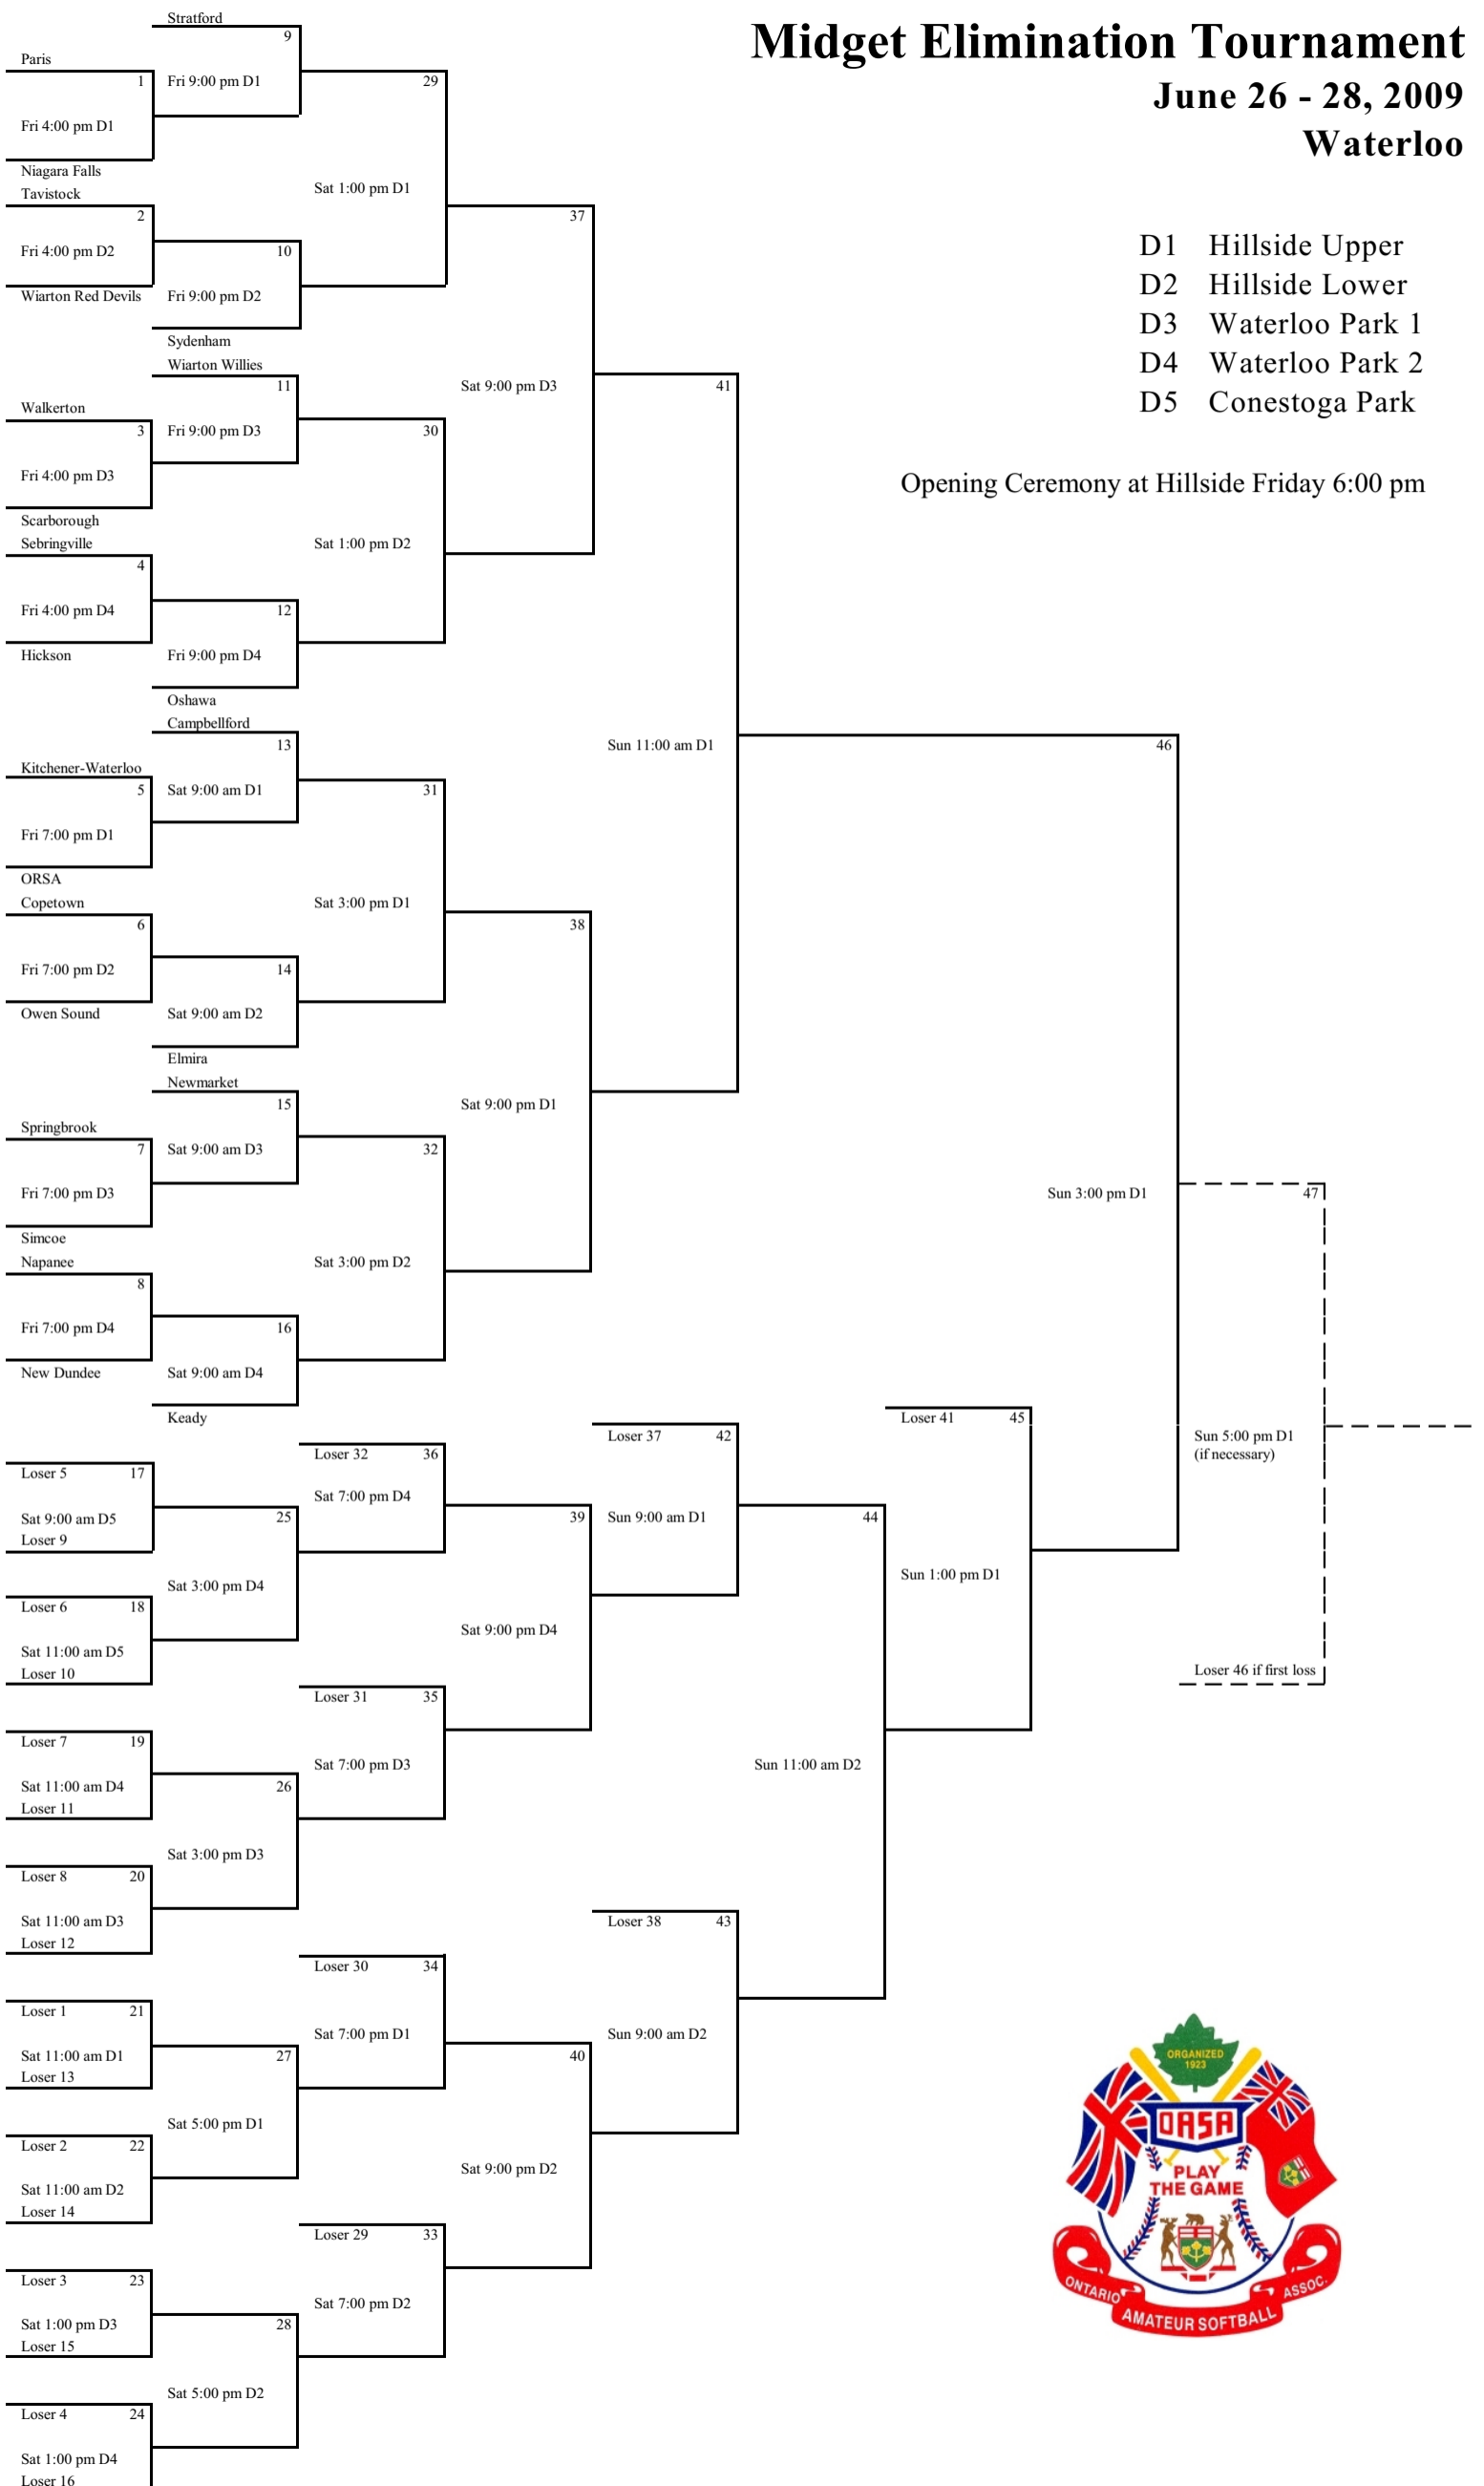 Midget Elimination Tournament
June 26 - 28, 2009
Waterloo
D1 Hillside Upper
D2 Hillside Lower
D3 Waterloo Park 1
D4 Waterloo Park 2
D5 Conestoga Park
Opening Ceremony at Hillside Friday 6:00 pm
Stratford
9
Paris
1
Fri 9:00 pm D1
29
Fri 4:00 pm D1
Niagara Falls
Sat 1:00 pm D1
Tavistock
2
37
Fri 4:00 pm D2
10
Wiarton Red Devils
Fri 9:00 pm D2
Sydenham
Wiarton Willies
11
Sat 9:00 pm D3
41
Walkerton
3
Fri 9:00 pm D3
30
Fri 4:00 pm D3
Scarborough
Sebringville
Sat 1:00 pm D2
4
Fri 4:00 pm D4
12
Hickson
Fri 9:00 pm D4
Oshawa
Campbellford
13
Sun 11:00 am D1
46
Kitchener-Waterloo
5
Sat 9:00 am D1
31
Fri 7:00 pm D1
ORSA
Copetown
Sat 3:00 pm D1
6
38
Fri 7:00 pm D2
14
Owen Sound
Sat 9:00 am D2
Elmira
Newmarket
15
Sat 9:00 pm D1
Springbrook
7
Sat 9:00 am D3
32
Fri 7:00 pm D3
Sun 3:00 pm D1
47
Simcoe
Napanee
Sat 3:00 pm D2
8
Fri 7:00 pm D4
16
New Dundee
Sat 9:00 am D4
Keady
Loser 41 45
Loser 37 42
Sun 5:00 pm D1
(if necessary)
Loser 32 36
Loser 5 17
Sat 7:00 pm D4
Sat 9:00 am D5
25
39
Sun 9:00 am D1
44
Loser 9
Sat 3:00 pm D4
Sun 1:00 pm D1
Loser 6 18
Sat 9:00 pm D4
Sat 11:00 am D5
Loser 10
Loser 46 if first loss
Loser 31 35
Loser 7 19
Sat 7:00 pm D3
Sun 11:00 am D2
Sat 11:00 am D4
26
Loser 11
Sat 3:00 pm D3
Loser 8 20
Sat 11:00 am D3
Loser 38 43
Loser 12
Loser 30 34
Loser 1 21
Sat 7:00 pm D1
Sun 9:00 am D2
Sat 11:00 am D1
27
40
Loser 13
Sat 5:00 pm D1
Loser 2 22
Sat 9:00 pm D2
Sat 11:00 am D2
Loser 14
Loser 29 33
Loser 3 23
Sat 7:00 pm D2
Sat 1:00 pm D3
28
Loser 15
Sat 5:00 pm D2
Loser 4 24
Sat 1:00 pm D4
Loser 16
ORGANIZED
1923
OASA
PLAY
THE GAME
ONTARIO
AMATEUR SOFTBALL
ASSOC.